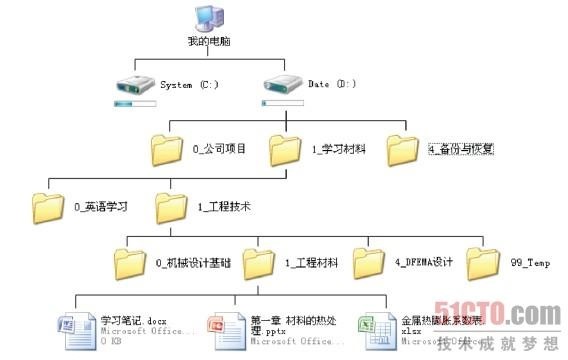 我的电脑
System (C:)
Date (D:)
0_公司项目
1_学习材料
4_备份与恢复
0_英语学习
1_工程技术
0_机械设计基础
1_工程材料
4_DFEMA设计
99_Temp
学习笔记.docx
Microsoft Office...
0 KB
第一章 材料的热处
理.pptx
Microsoft Office...
金属热膨胀系数表.
xlsx
Microsoft Office...
51CTO.com
技术成就梦想